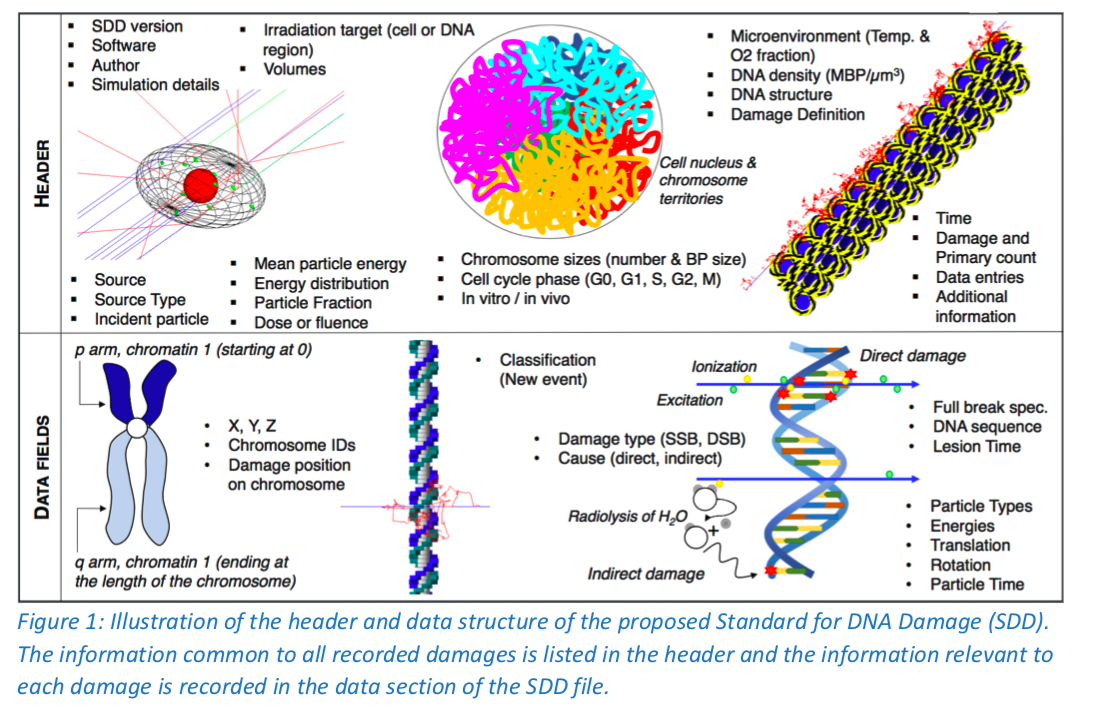 HEADER
▪ SDD version
▪ Software
▪ Author
▪ Simulation details
▪ Irradiation target (cell or DNA
region)
▪ Volumes
▪ Source
▪ Source Type
▪ Incident particle
▪ Mean particle energy
▪ Energy distribution
▪ Particle Fraction
▪ Dose or fluence
Cell nucleus &
chromosome
territories
▪ Chromosome sizes (number & BP size)
▪ Cell cycle phase (G0, G1, S, G2, M)
▪ In vitro / in vivo
▪ Microenvironment (Temp. &
O2 fraction)
▪ DNA density (MBP/μm³)
▪ DNA structure
▪ Damage Definition
▪ Time
▪ Damage and
Primary count
▪ Data entries
▪ Additional
information
DATA FIELDS
p arm, chromatin 1 (starting at 0)
q arm, chromatin 1 (ending at
the length of the chromosome)
• X, Y, Z
• Chromosome IDs
• Damage position
on chromosome
• Classification
(New event)
• Damage type (SSB, DSB)
• Cause (direct, indirect)
Ionization
Excitation
Direct damage
Radiolysis of H₂O
+
Indirect damage
• Full break spec.
• DNA sequence
• Lesion Time
• Particle Types
• Energies
• Translation
• Rotation
• Particle Time
Figure 1: Illustration of the header and data structure of the proposed Standard for DNA Damage (SDD).
The information common to all recorded damages is listed in the header and the information relevant to
each damage is recorded in the data section of the SDD file.